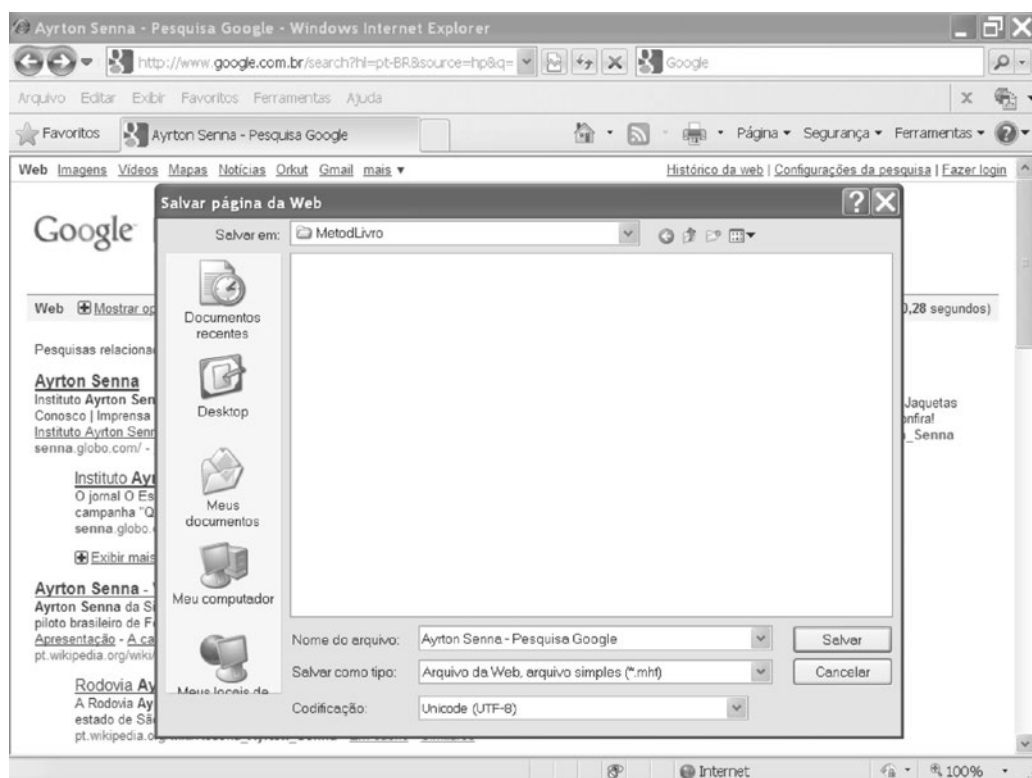 Ayrton Senna - Pesquisa Google - Windows Internet Explorer
http://www.google.com.br/search?hl=pt-BR&source=hp&q=
Google
Arquivo Editar Exibir Favoritos Ferramentas Ajuda
Favoritos Ayrton Senna - Pesquisa Google Página Segurança Ferramentas
Web Imagens Vídeos Mapas Notícias Orkut Gmail mais Histórico da web | Configurações da pesquisa | Fazer login
Google
Salvar página da Web
Salvar em: MetodLivro
Documentos recentes
Desktop
Meus documentos
Meu computador
Meus locais de
Nome do arquivo: Ayrton Senna - Pesquisa Google Salvar
Salvar como tipo: Arquivo da Web, arquivo simples (*.mht) Cancelar
Codificação: Unicode (UTF-8)
Web Mostrar op 0,28 segundos)
Pesquisas relaciona
Ayrton Senna
Instituto Ayrton Sen Jaquetas
Conosco | Imprensa onfira!
Instituto Ayrton Senn _Senna
senna.globo.com/ -
Instituto Ayr
O jornal O Es
campanha "Q
senna.globo.
Exibir mais
Ayrton Senna -
Ayrton Senna da Si
piloto brasileiro de F
Apresentação - A ca
pt.wikipedia.org/wiki
Rodovia Ay
A Rodovia Ay
estado de Sã
pt.wikipedia.o
Internet 100%